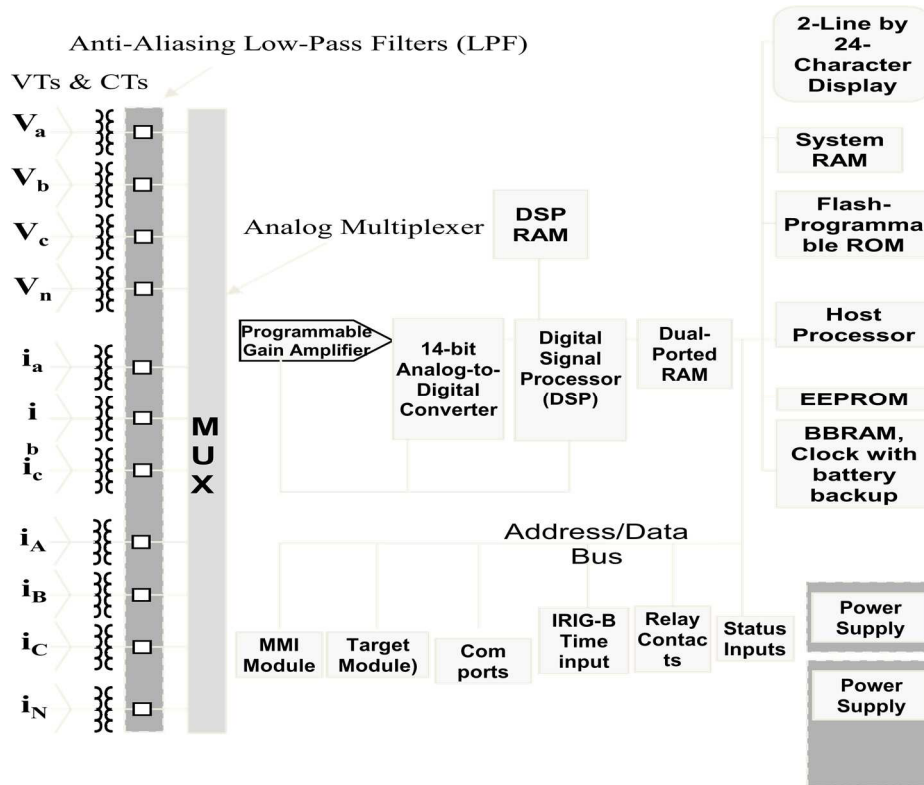 Anti-Aliasing Low-Pass Filters (LPF)
VTs & CTs
Va
Vb
Vc
Vn
ia
i
b
ic
iA
iB
iC
iN
M
U
X
Analog Multiplexer
DSP
RAM
Programmable
Gain Amplifier
14-bit
Analog-to-
Digital
Converter
Digital
Signal
Processor
(DSP)
Dual-
Ported
RAM
2-Line by
24-
Character
Display
System
RAM
Flash-
Programma
ble ROM
Host
Processor
EEPROM
BBRAM,
Clock with
battery
backup
Address/Data
Bus
MMI
Module
Target
Module)
Com
ports
IRIG-B
Time
input
Relay
Contac
ts
Status
Inputs
Power
Supply
Power
Supply